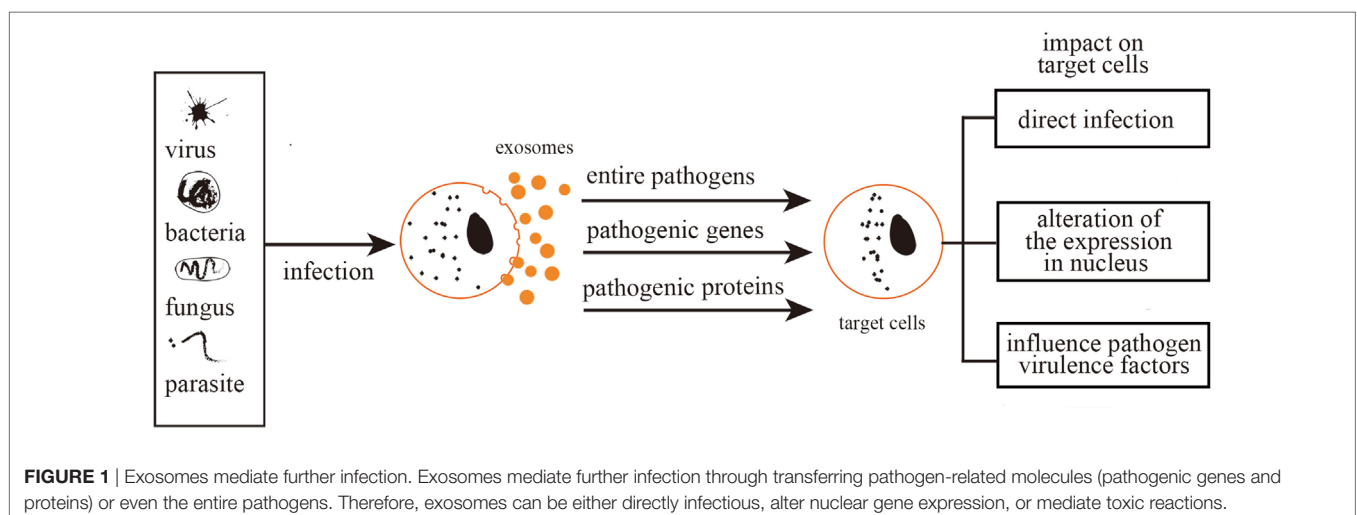 virus
bacteria
fungus
parasite
infection
exosomes
entire pathogens
pathogenic genes
pathogenic proteins
target cells
impact on
target cells
direct infection
alteration of
the expression
in nucleus
influence pathogen
virulence factors
FIGURE 1 | Exosomes mediate further infection. Exosomes mediate further infection through transferring pathogen-related molecules (pathogenic genes and
proteins) or even the entire pathogens. Therefore, exosomes can be either directly infectious, alter nuclear gene expression, or mediate toxic reactions.